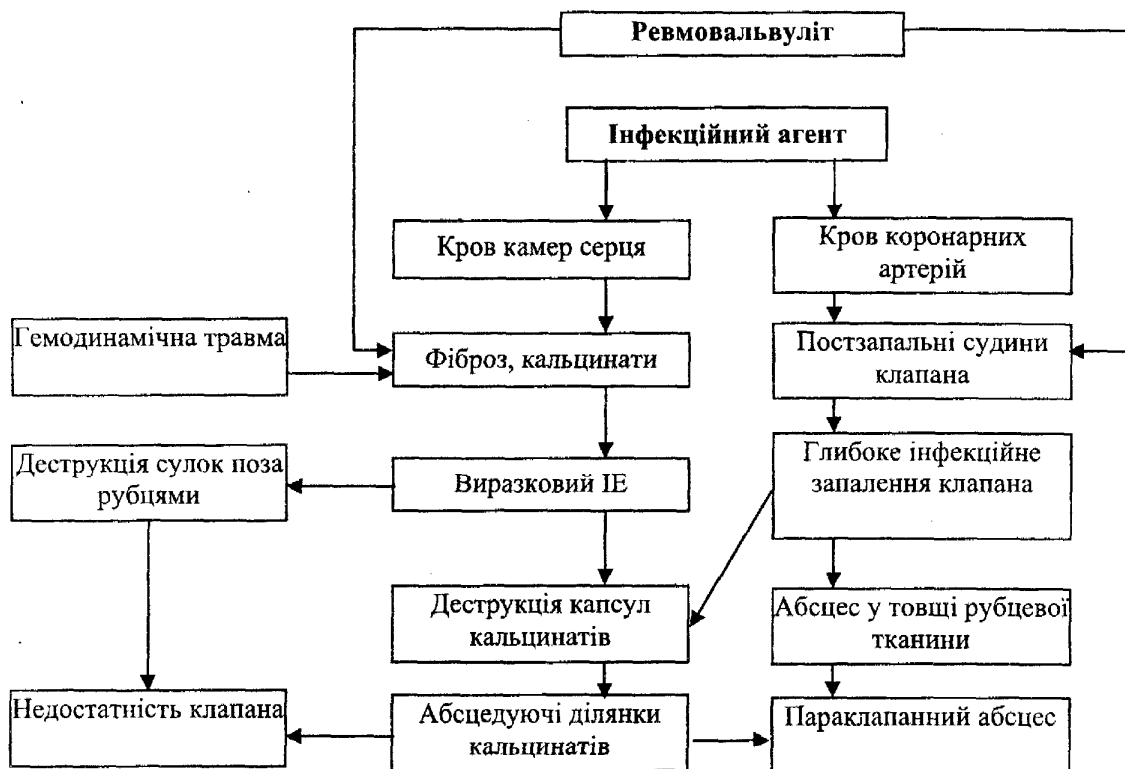 Ревмовальвуліт
Інфекційний агент
Кров камер серця
Кров коронарних
артерій
Гемодинамічна травма
Фіброз, кальцинати
Постзапальні судини
клапана
Деструкція сулок поза
рубцями
Виразковий ІЕ
Глибоке інфекційне
запалення клапана
Деструкція капсул
кальцинатів
Абсцес у товщі рубцевої
тканини
Недостатність клапана
Абсцедуючі ділянки
кальцинатів
Параклапанний абсцес